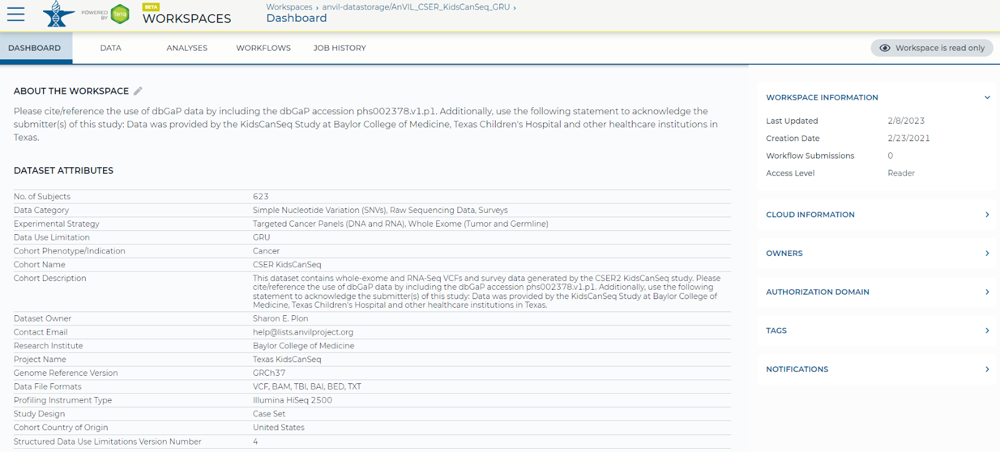 POWERED
BY
Terra
BETA
WORKSPACES
Workspaces › anvil-datastorage/AnVIL_CSER_KidsCanSeq_GRU ›
Dashboard
DASHBOARD DATA ANALYSES WORKFLOWS JOB HISTORY Workspace is read only
ABOUT THE WORKSPACE
Please cite/reference the use of dbGaP data by including the dbGaP accession phs002378.v1.p1. Additionally, use the following statement to acknowledge the
submitter(s) of this study: Data was provided by the KidsCanSeq Study at Baylor College of Medicine, Texas Children's Hospital and other healthcare institutions in
Texas.
DATASET ATTRIBUTES
No. of Subjects 623
Data Category Simple Nucleotide Variation (SNVs), Raw Sequencing Data, Surveys
Experimental Strategy Targeted Cancer Panels (DNA and RNA), Whole Exome (Tumor and Germline)
Data Use Limitation GRU
Cohort Phenotype/Indication Cancer
Cohort Name CSER KidsCanSeq
Cohort Description This dataset contains whole-exome and RNA-Seq VCFs and survey data generated by the CSER2 KidsCanSeq study. Please
cite/reference the use of dbGaP data by including the dbGaP accession phs002378.v1.p1. Additionally, use the following
statement to acknowledge the submitter(s) of this study: Data was provided by the KidsCanSeq Study at Baylor College of
Medicine, Texas Children's Hospital and other healthcare institutions in Texas.
Dataset Owner Sharon E. Plon
Contact Email help@lists.anvilproject.org
Research Institute Baylor College of Medicine
Project Name Texas KidsCanSeq
Genome Reference Version GRCh37
Data File Formats VCF, BAM, TBI, BAI, BED, TXT
Profiling Instrument Type Illumina HiSeq 2500
Study Design Case Set
Cohort Country of Origin United States
Structured Data Use Limitations Version Number 4
WORKSPACE INFORMATION
Last Updated 2/8/2023
Creation Date 2/23/2021
Workflow Submissions 0
Access Level Reader
CLOUD INFORMATION
OWNERS
AUTHORIZATION DOMAIN
TAGS
NOTIFICATIONS